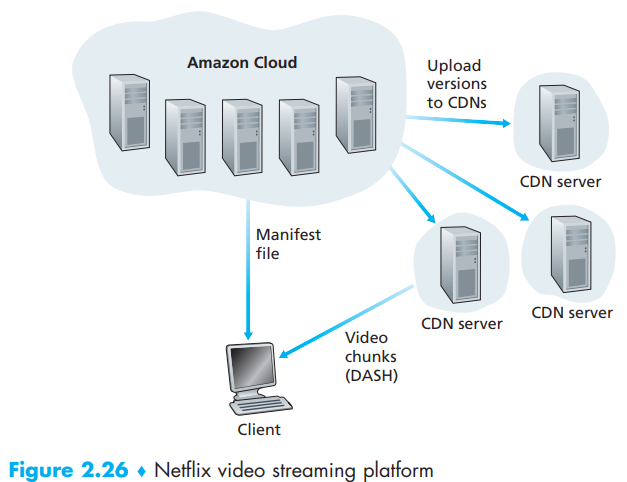 Amazon Cloud
Upload
versions
to CDNs
CDN server
Manifest
file
CDN server
CDN server
Video
chunks
(DASH)
Client
Figure 2.26 ♦ Netflix video streaming platform